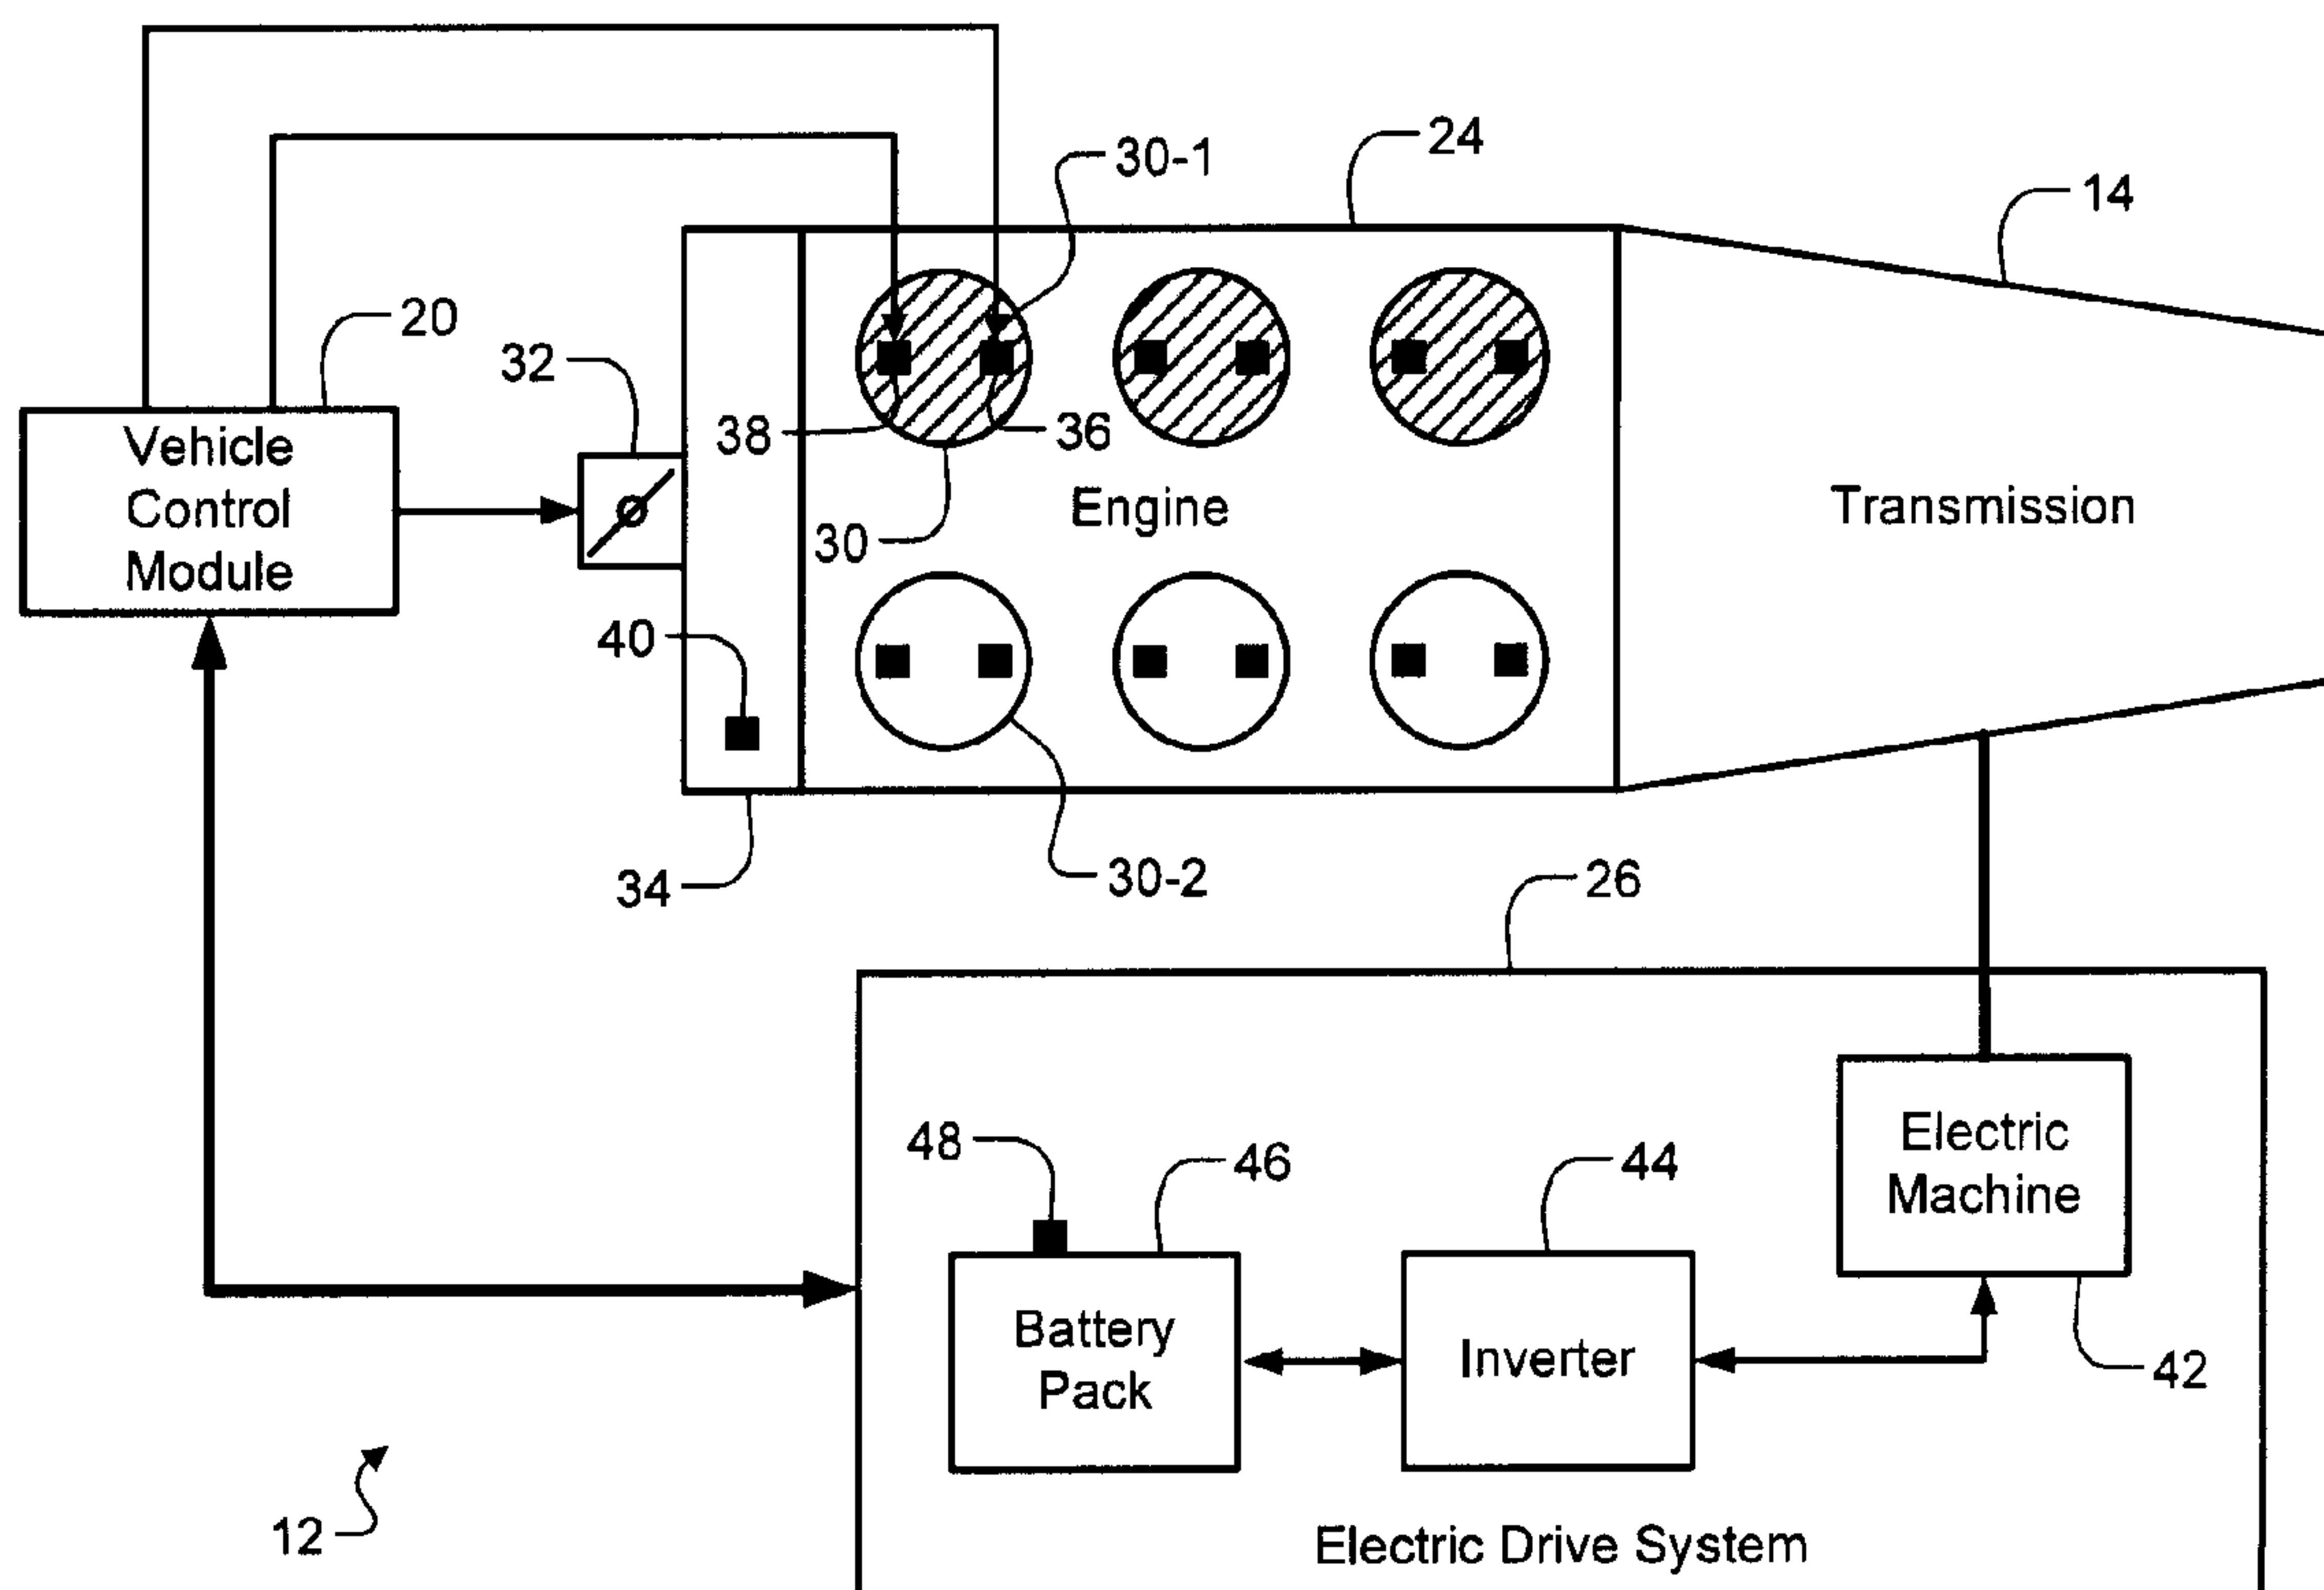 24
30-1
14
20
32
Vehicle
Control
Module
38
36
Engine
Transmission
30
40
34
30-2
26
48
46
44
Electric
Machine
Battery
Pack
Inverter
42
12
Electric Drive System